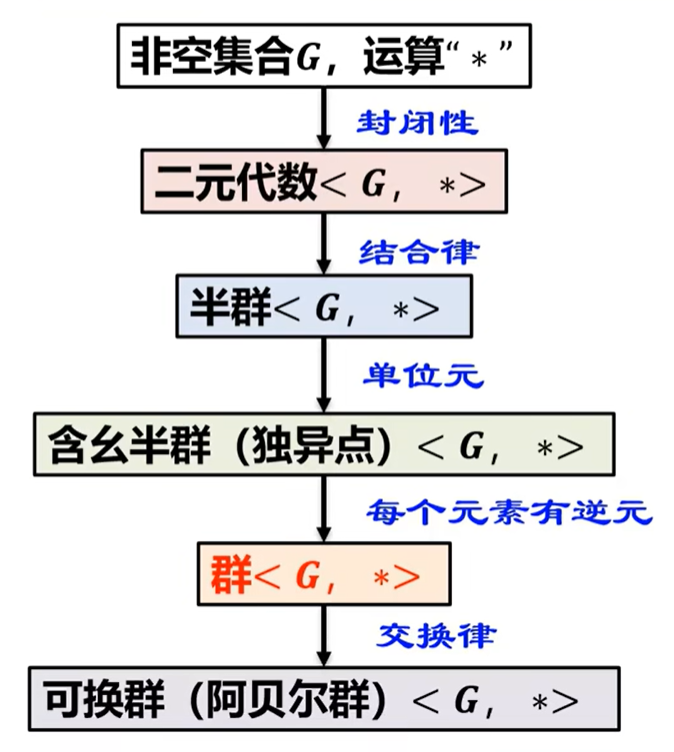 非空集合G，运算“*”
封闭性
二元代数<G，*>
结合律
半群<G，*>
单位元
含幺半群（独异点）<G，*>
每个元素有逆元
群<G，*>
交换律
可换群（阿贝尔群）<G，*>